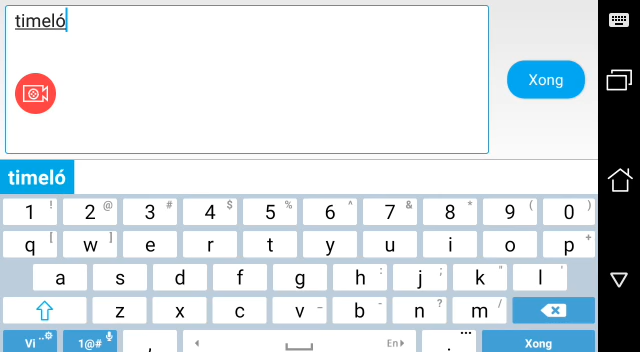 timeló
Xong
timeló
1 ! 2 @ 3 # 4 $ 5 % 6 ^ 7 & 8 * 9 ( 0 )
q [ w ] e r t y u i o p +
a s d f g h : j ; k " l '
z x c v _ b - n ? m / 
Vi 1@# , En . ... Xong